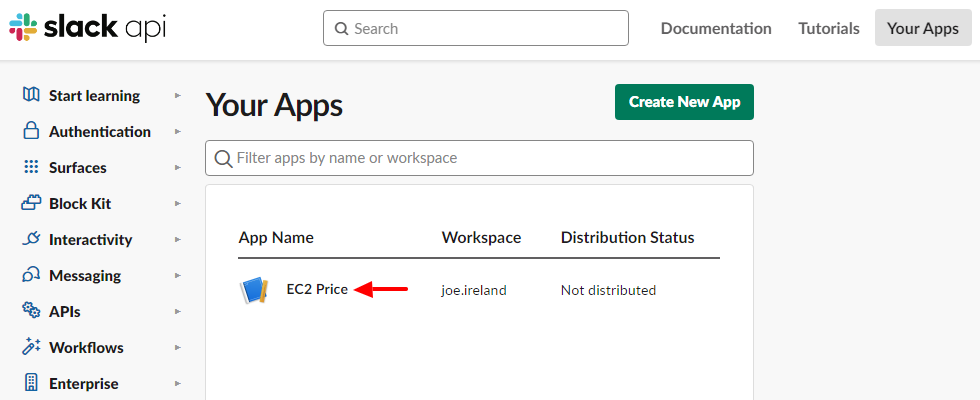 slack api
Search
Documentation
Tutorials
Your Apps
Start learning
Authentication
Surfaces
Block Kit
Interactivity
Messaging
APIs
Workflows
Enterprise
Your Apps
Create New App
Filter apps by name or workspace
App Name Workspace Distribution Status
EC2 Price joe.ireland Not distributed